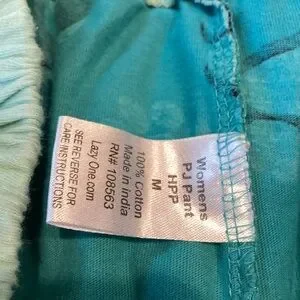 Womens
PJ Pant
HPP
M
100% Cotton
Made in India
RN# 108563
Lazy One.com
SEE REVERSE FOR
CARE INSTRUCTIONS